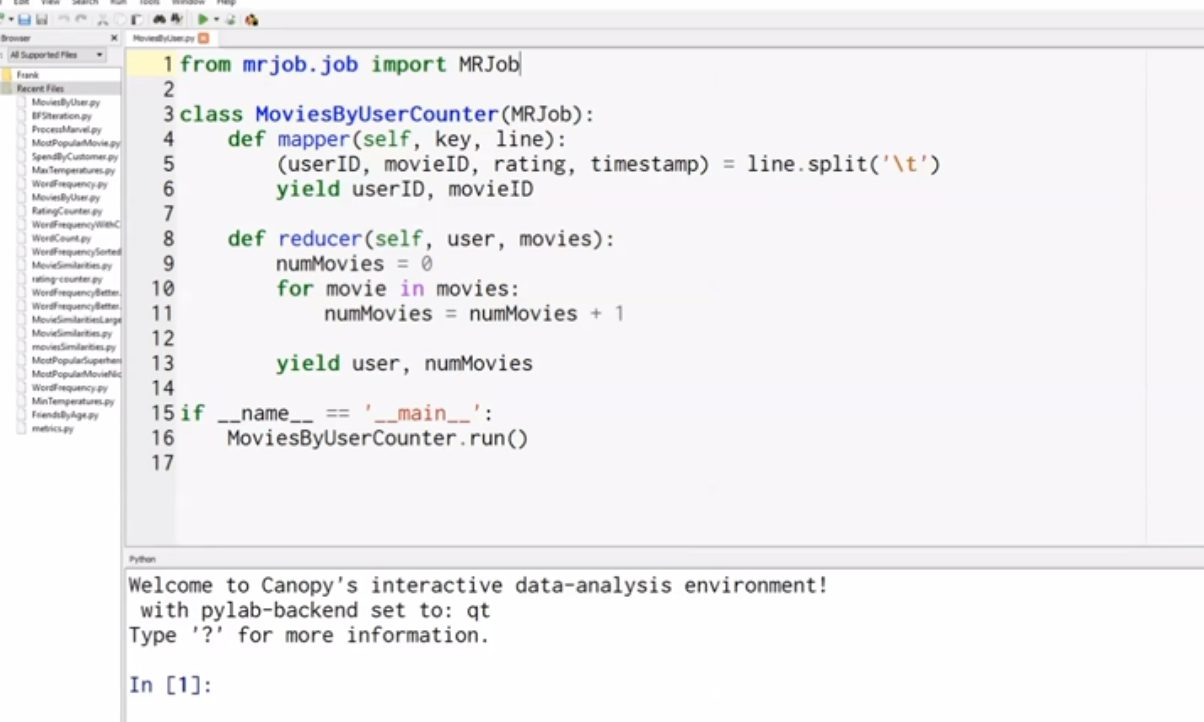 Edit View Search Run Tools Window Help
Browser
MoviesByUser.py
All Supported Files
Frank
Recent Files
MoviesByUser.py
BFSIteration.py
ProcessMarvel.py
MostPopularMovie.py
SpendByCustomer.py
MaxTemperatures.py
WordFrequency.py
MoviesByUser.py
RatingCounter.py
WordFrequencyWithC
WordCount.py
WordFrequencySorted
MovieSimilarities.py
rating-counter.py
WordFrequencyBetter.
WordFrequencyBetter.
MovieSimilaritiesLarge
MovieSimilarities.py
moviesSimilarities.py
MostPopularSuperher
MostPopularMovieNic
WordFrequency.py
MinTemperatures.py
FriendsByAge.py
metrics.py
1 from mrjob.job import MRJob
2
3 class MoviesByUserCounter(MRJob):
4     def mapper(self, key, line):
5         (userID, movieID, rating, timestamp) = line.split('\t')
6         yield userID, movieID
7
8     def reducer(self, user, movies):
9         numMovies = 0
10         for movie in movies:
11             numMovies = numMovies + 1
12
13         yield user, numMovies
14
15 if __name__ == '__main__':
16     MoviesByUserCounter.run()
17
Python
Welcome to Canopy's interactive data-analysis environment!
 with pylab-backend set to: qt
Type '?' for more information.
In [1]: